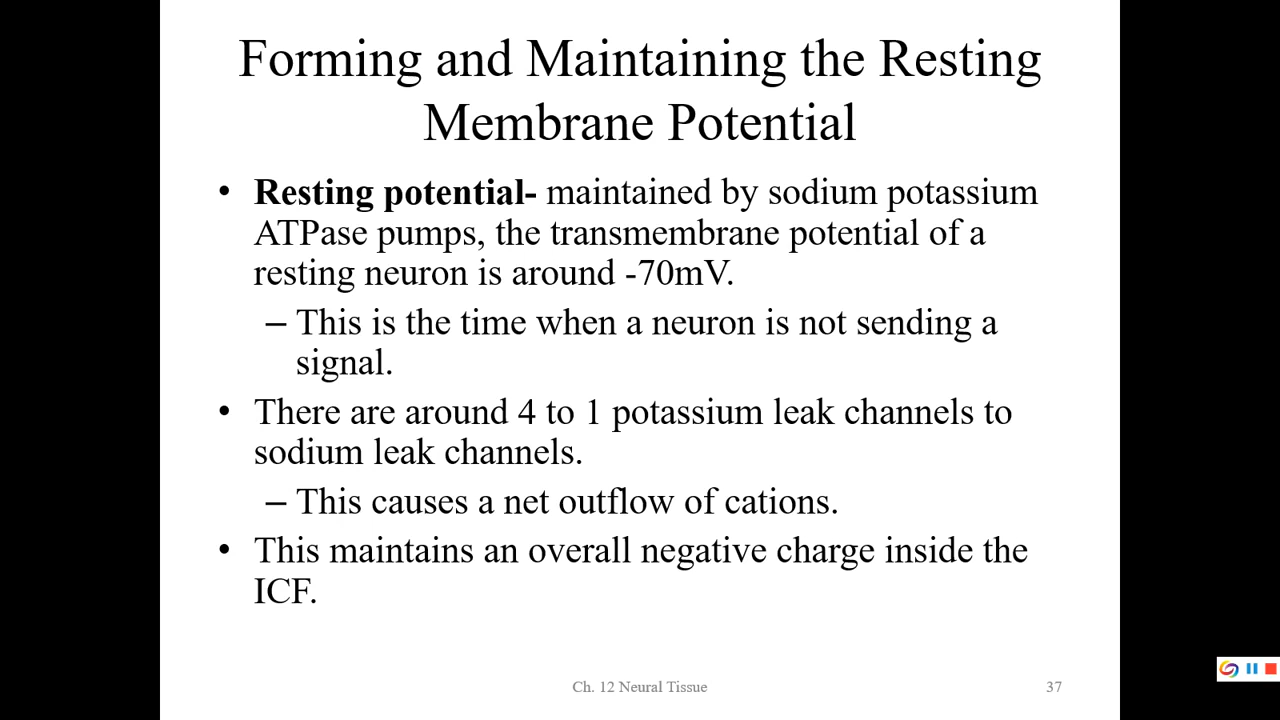 Forming and Maintaining the Resting
Membrane Potential
• Resting potential- maintained by sodium potassium
ATPase pumps, the transmembrane potential of a
resting neuron is around -70mV.
– This is the time when a neuron is not sending a
signal.
• There are around 4 to 1 potassium leak channels to
sodium leak channels.
– This causes a net outflow of cations.
• This maintains an overall negative charge inside the
ICF.
Ch. 12 Neural Tissue
37